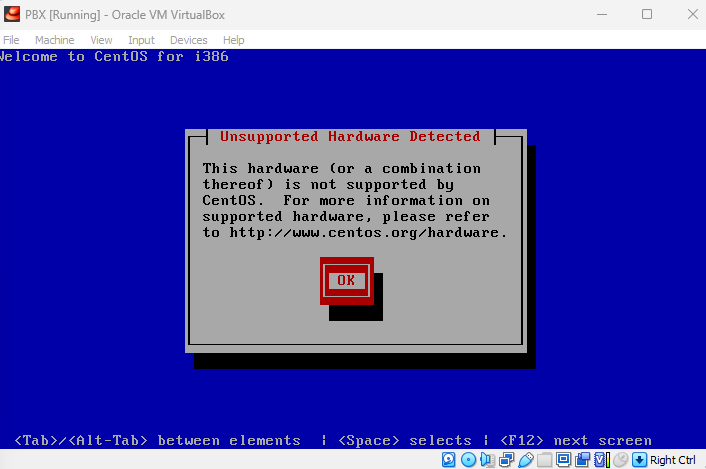 PBX [Running] - Oracle VM VirtualBox
File Machine View Input Devices Help
Welcome to CentOS for i386
Unsupported Hardware Detected
This hardware (or a combination
thereof) is not supported by
CentOS.  For more information on
supported hardware, please refer
to http://www.centos.org/hardware.
OK
<Tab>/<Alt-Tab> between elements  | <Space> selects | <F12> next screen
Right Ctrl